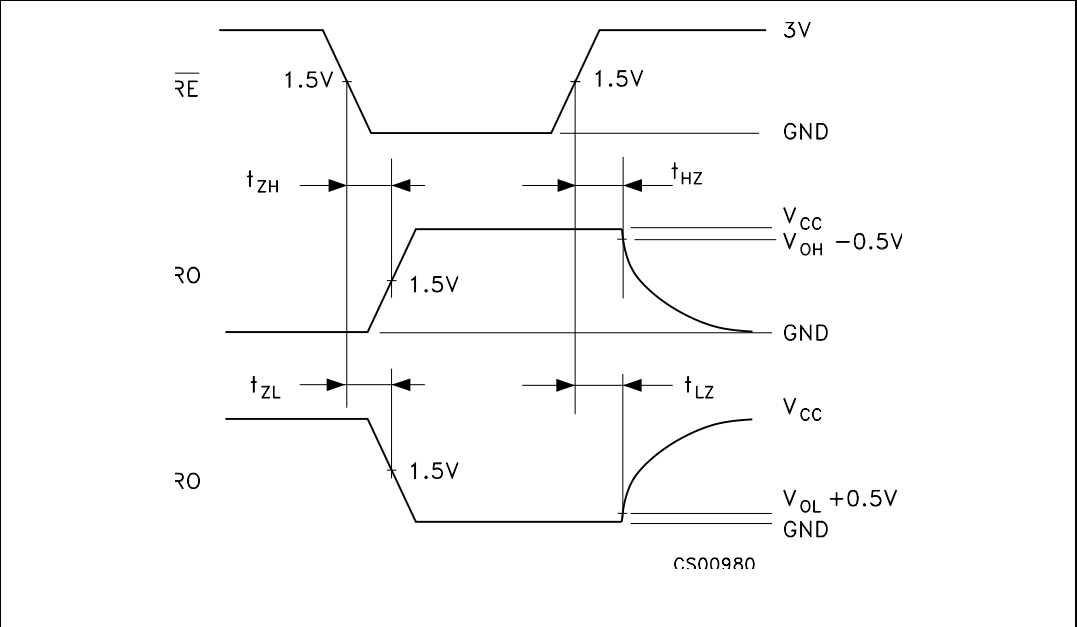 3V
1.5V 1.5V
RE
GND
tZH tHZ
VCC
VOH -0.5V
RO
1.5V
GND
tZL tLZ
VCC
1.5V
RO
VOL +0.5V
GND
CS00980